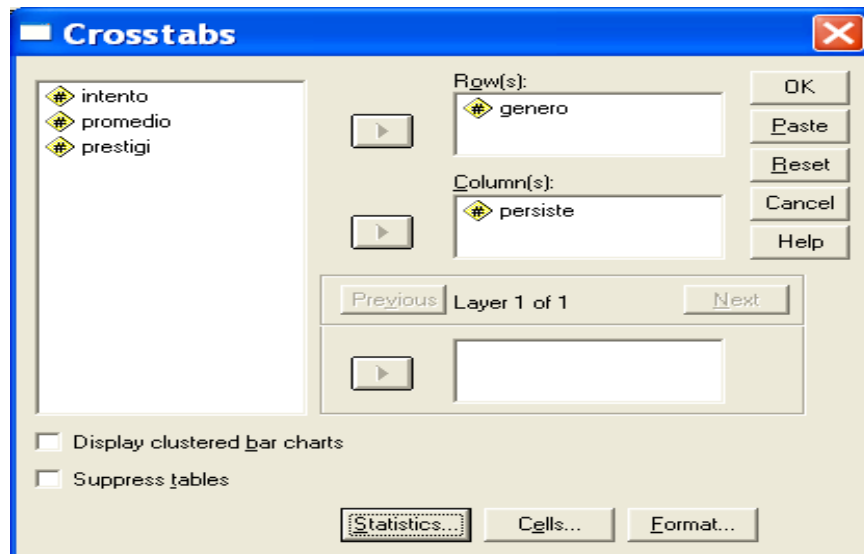 Crosstabs
intento
promedio
prestigi
Row(s):
genero
Column(s):
persiste
Previous
Layer 1 of 1
Next
OK
Paste
Reset
Cancel
Help
Display clustered bar charts
Suppress tables
Statistics...
Cells...
Format...